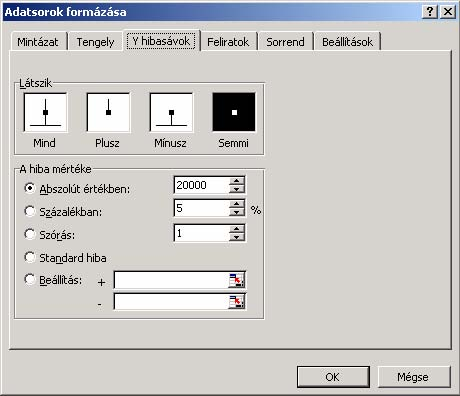 Adatsorok formázása
Mintázat Tengely Y hibasávok Feliratok Sorrend Beállítások
Látszik
Mind Plusz Mínusz Semmi
A hiba mértéke
Abszolút értékben: 20000
Százalékban: 5 %
Szórás: 1
Standard hiba
Beállítás: +
-
OK Mégse